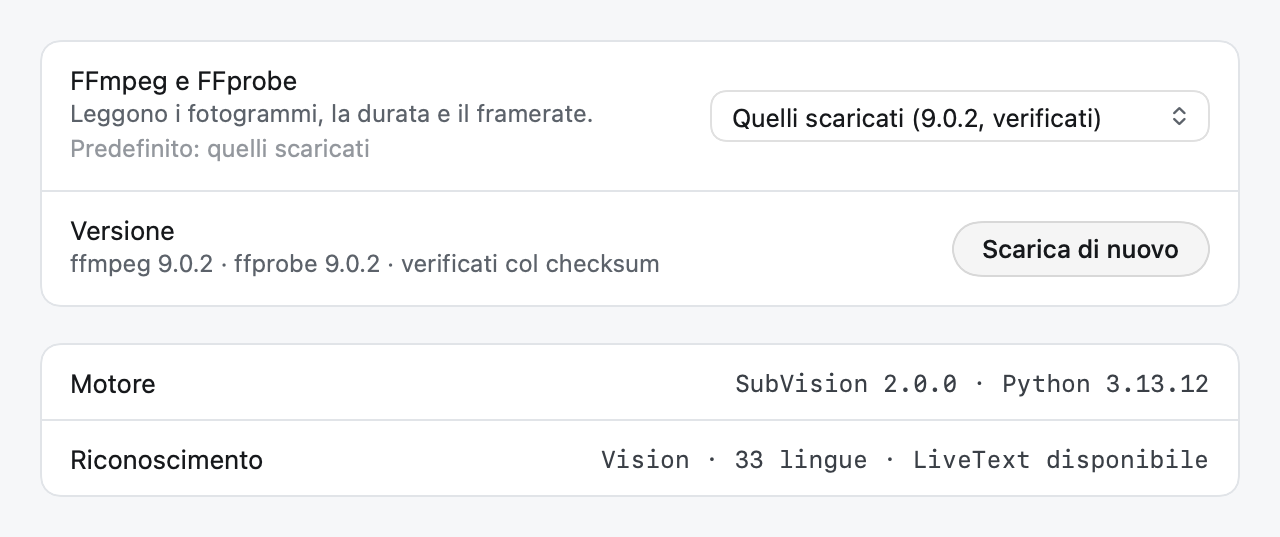 FFmpeg e FFprobe
Leggono i fotogrammi, la durata e il framerate.
Predefinito: quelli scaricati
Quelli scaricati (9.0.2, verificati)
Versione
ffmpeg 9.0.2 · ffprobe 9.0.2 · verificati col checksum
Scarica di nuovo
Motore
SubVision 2.0.0 · Python 3.13.12
Riconoscimento
Vision · 33 lingue · LiveText disponibile